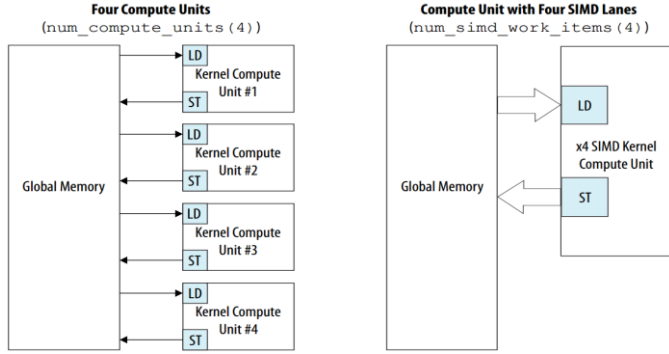 Four Compute Units
(num_compute_units(4))
Global Memory
LD
Kernel Compute
Unit #1
ST
LD
Kernel Compute
Unit #2
ST
LD
Kernel Compute
Unit #3
ST
LD
Kernel Compute
Unit #4
ST
Compute Unit with Four SIMD Lanes
(num_simd_work_items(4))
Global Memory
LD
x4 SIMD Kernel
Compute Unit
ST